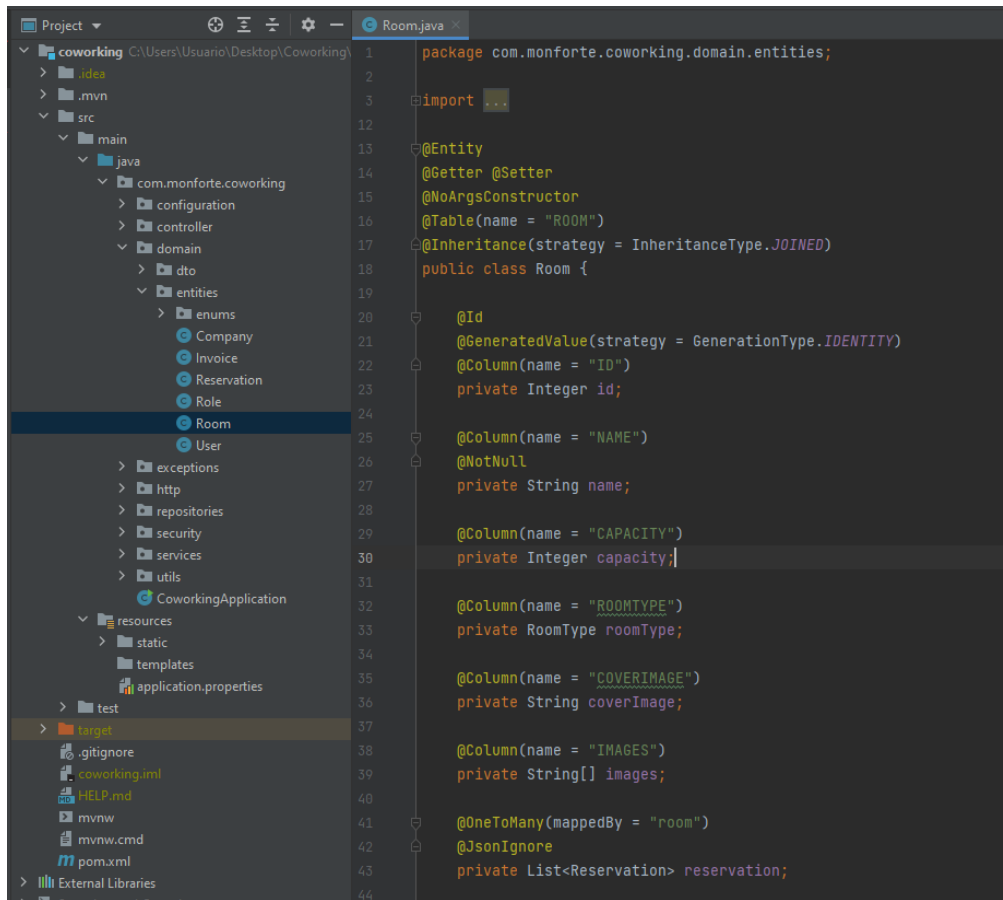 Project
coworking C:\Users\Usuario\Desktop\Coworking\
.idea
.mvn
src
main
java
com.monforte.coworking
configuration
controller
domain
dto
entities
enums
Company
Invoice
Reservation
Role
Room
User
exceptions
http
repositories
security
services
utils
CoworkingApplication
resources
static
templates
application.properties
test
target
.gitignore
coworking.iml
HELP.md
mvnw
mvnw.cmd
pom.xml
External Libraries
Room.java
1 package com.monforte.coworking.domain.entities;
2
3 import ...
12
13 @Entity
14 @Getter @Setter
15 @NoArgsConstructor
16 @Table(name = "ROOM")
17 @Inheritance(strategy = InheritanceType.JOINED)
18 public class Room {
19
20 @Id
21 @GeneratedValue(strategy = GenerationType.IDENTITY)
22 @Column(name = "ID")
23 private Integer id;
24
25 @Column(name = "NAME")
26 @NotNull
27 private String name;
28
29 @Column(name = "CAPACITY")
30 private Integer capacity;
31
32 @Column(name = "ROOMTYPE")
33 private RoomType roomType;
34
35 @Column(name = "COVERIMAGE")
36 private String coverImage;
37
38 @Column(name = "IMAGES")
39 private String[] images;
40
41 @OneToMany(mappedBy = "room")
42 @JsonIgnore
43 private List<Reservation> reservation;
44